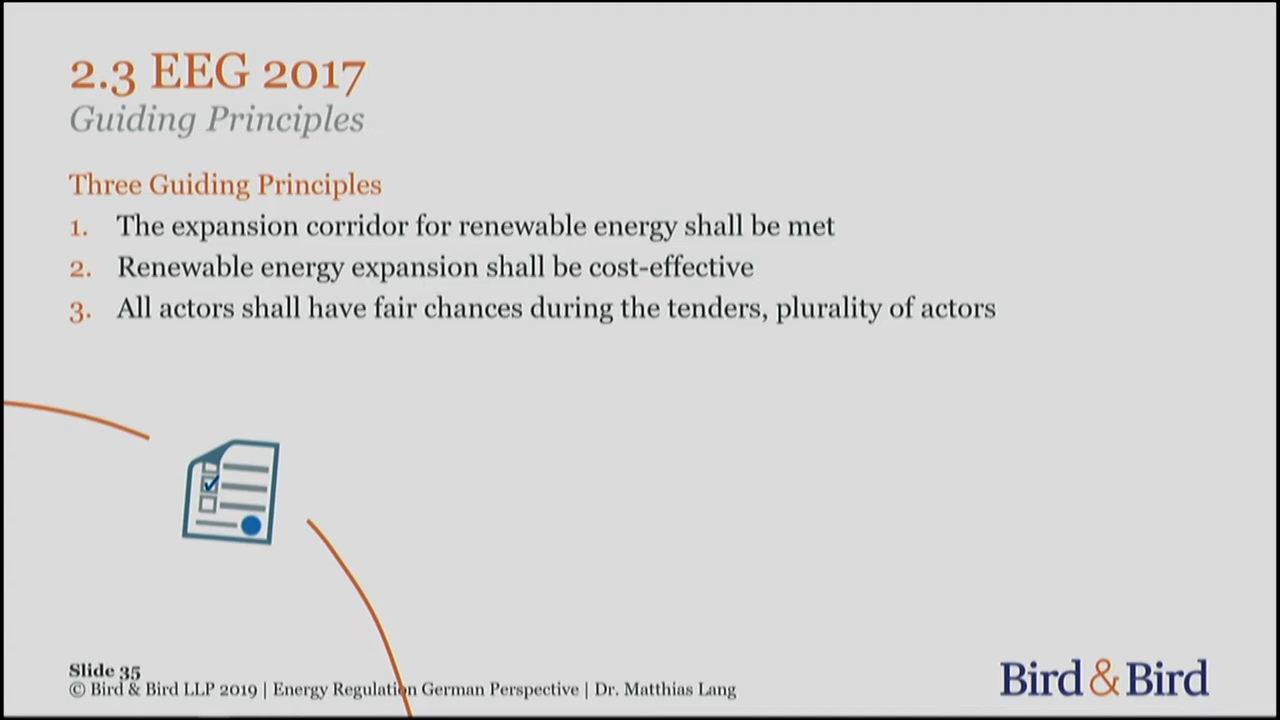 2.3 EEG 2017
Guiding Principles
Three Guiding Principles
1. The expansion corridor for renewable energy shall be met
2. Renewable energy expansion shall be cost-effective
3. All actors shall have fair chances during the tenders, plurality of actors
Slide 35
© Bird & Bird LLP 2019 | Energy Regulation German Perspective | Dr. Matthias Lang
Bird & Bird